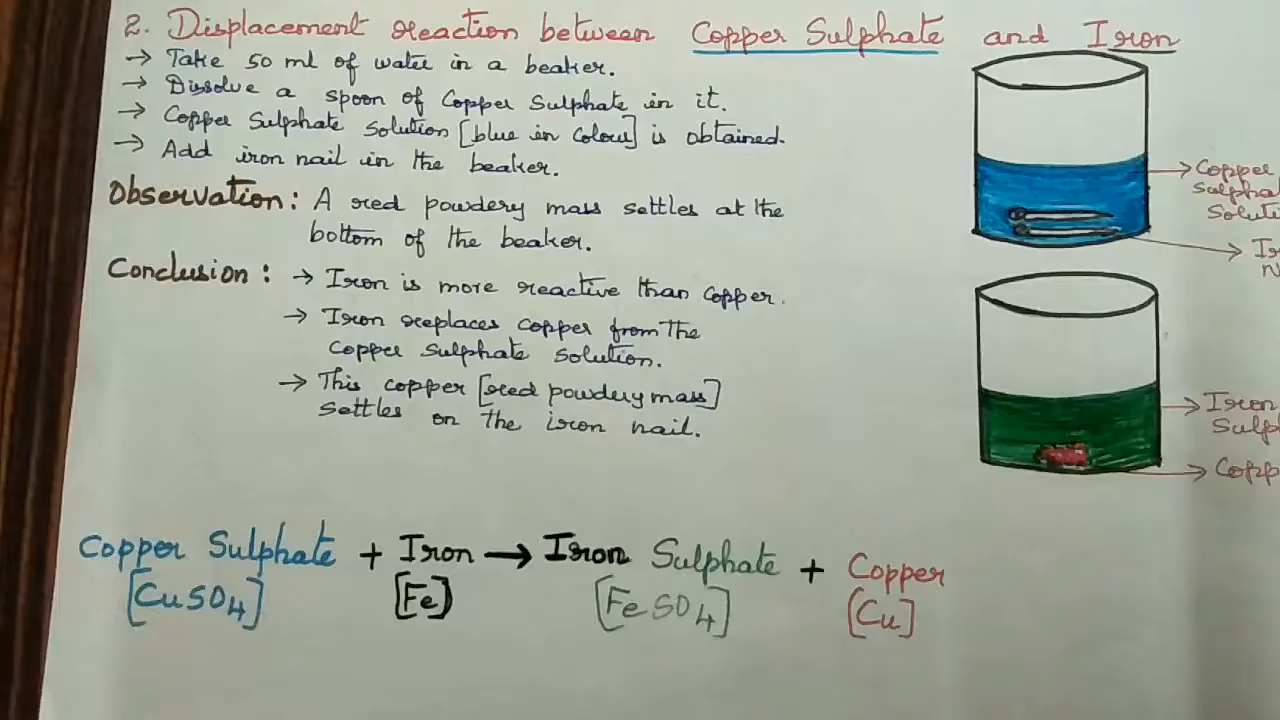 2. Displacement reaction between Copper Sulphate and Iron
→ Take 50 ml of water in a beaker.
→ Dissolve a spoon of Copper Sulphate in it.
→ Copper Sulphate Solution [blue in Colour] is obtained.
→ Add iron nail in the beaker.
Observation: A red powdery mass settles at the
bottom of the beaker.
Conclusion: → Iron is more reactive than copper.
→ Iron replaces copper from the
Copper Sulphate solution.
→ This copper [red powdery mass]
settles on the iron nail.
Copper
Sulpha
Soluti
Ir
N
Iron
Sulp
Copp
Copper Sulphate + Iron → Iron Sulphate + Copper
[CuSO4] [Fe] [FeSO4] [Cu]